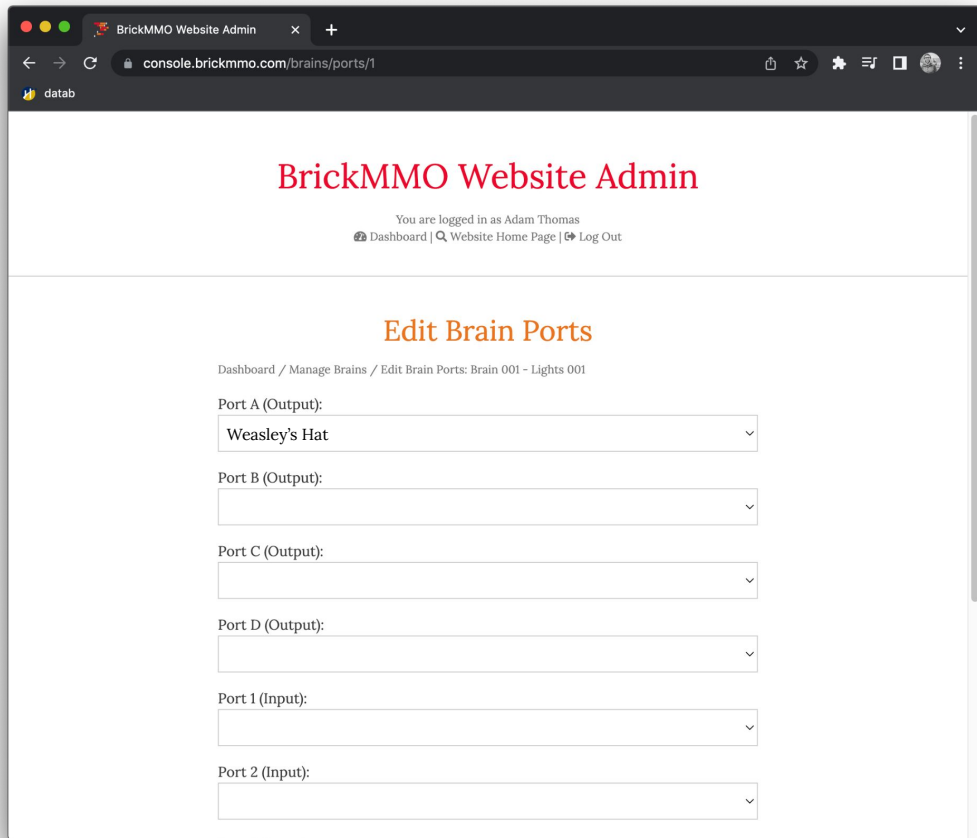 BrickMMO Website Admin
console.brickmmo.com/brains/ports/1
datab
BrickMMO Website Admin
You are logged in as Adam Thomas
Dashboard | Website Home Page | Log Out
Edit Brain Ports
Dashboard / Manage Brains / Edit Brain Ports: Brain 001 - Lights 001
Port A (Output):
Weasley's Hat
Port B (Output):
Port C (Output):
Port D (Output):
Port 1 (Input):
Port 2 (Input):